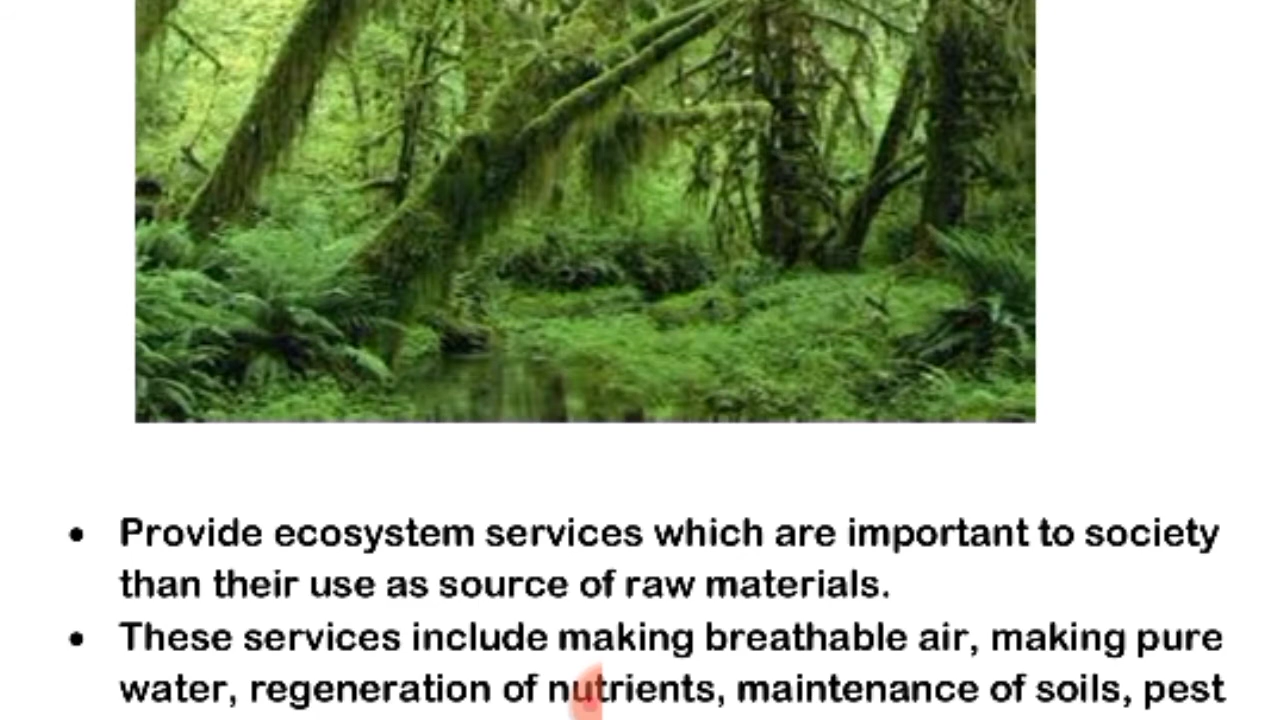 • Provide ecosystem services which are important to society
than their use as source of raw materials.
• These services include making breathable air, making pure
water, regeneration of nutrients, maintenance of soils, pest